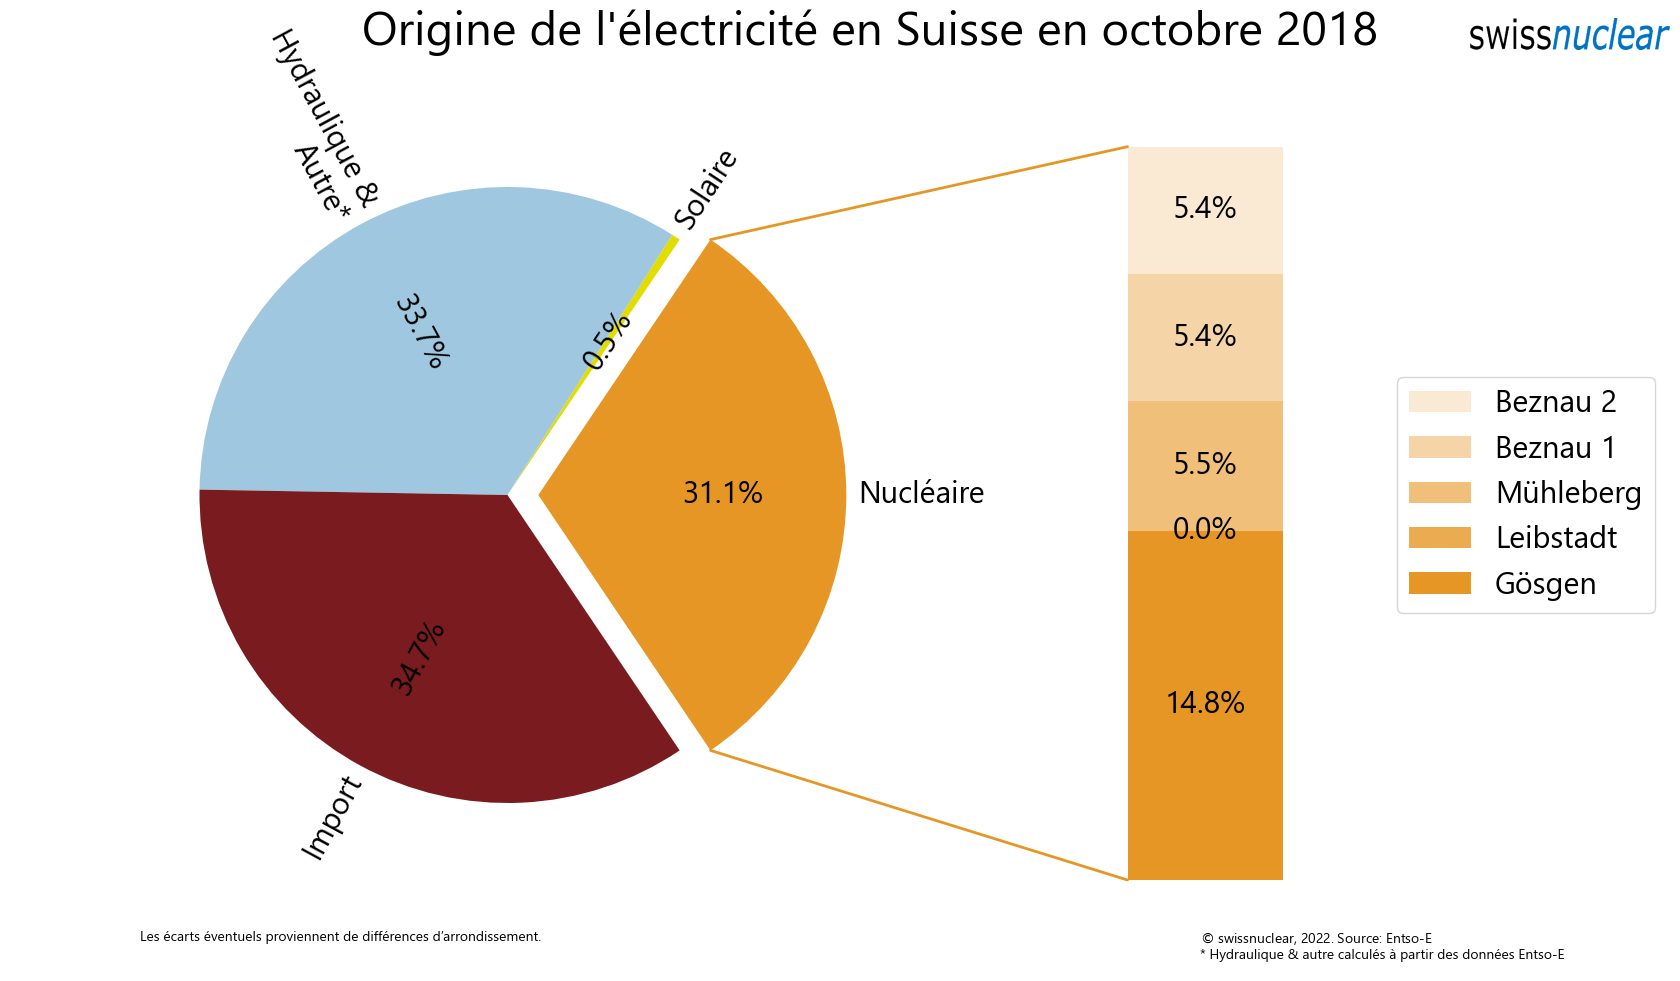 Origine de l'électricité en Suisse en octobre 2018
swissnuclear
Hydraulique &
Autre*
Solaire
33.7%
0.5%
31.1%
Nucléaire
34.7%
Import
5.4%
5.4%
5.5%
0.0%
14.8%
Beznau 2
Beznau 1
Mühleberg
Leibstadt
Gösgen
Les écarts éventuels proviennent de différences d’arrondissement.
© swissnuclear, 2022. Source: Entso-E
* Hydraulique & autre calculés à partir des données Entso-E